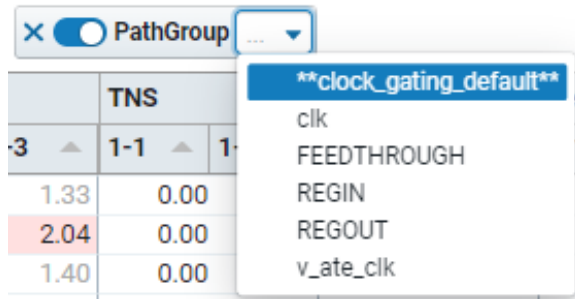 PathGroup ...
**clock_gating_default**
clk
FEEDTHROUGH
REGIN
REGOUT
v_ate_clk
TNS
-3 1-1 1-
1.33 0.00
2.04 0.00
1.40 0.00